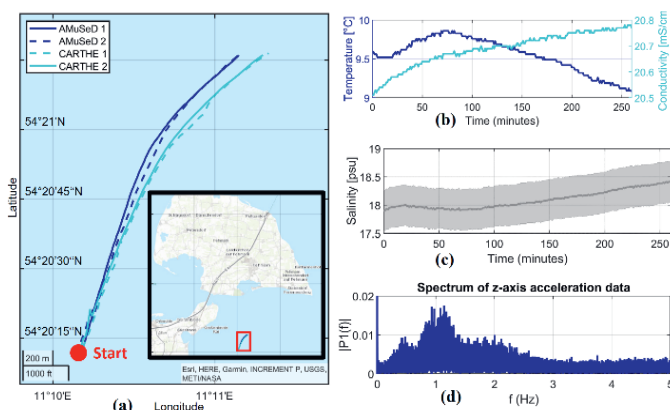 AMuSeD 1
AMuSeD 2
CARTHE 1
CARTHE 2
54°21'N
54°20'45"N
54°20'30"N
54°20'15"N
Latitude
Start
200 m
1000 ft
Esri, HERE, Garmin, INCREMENT P, USGS,
METI/NASA
11°10'E
11°11'E
(a)
Longitude
Temperature [°C]
10
9.5
9
20.8
20.7
20.6
20.5
Conductivity [mS/cm]
0
50
100
150
200
250
(b)
Time (minutes)
Salinity [psu]
19
18.5
18
17.5
0
50
100
150
200
250
(c)
Time (minutes)
Spectrum of z-axis acceleration data
|P1(f)|
0.02
0.01
0
0
1
2
3
4
5
(d)
f (Hz)